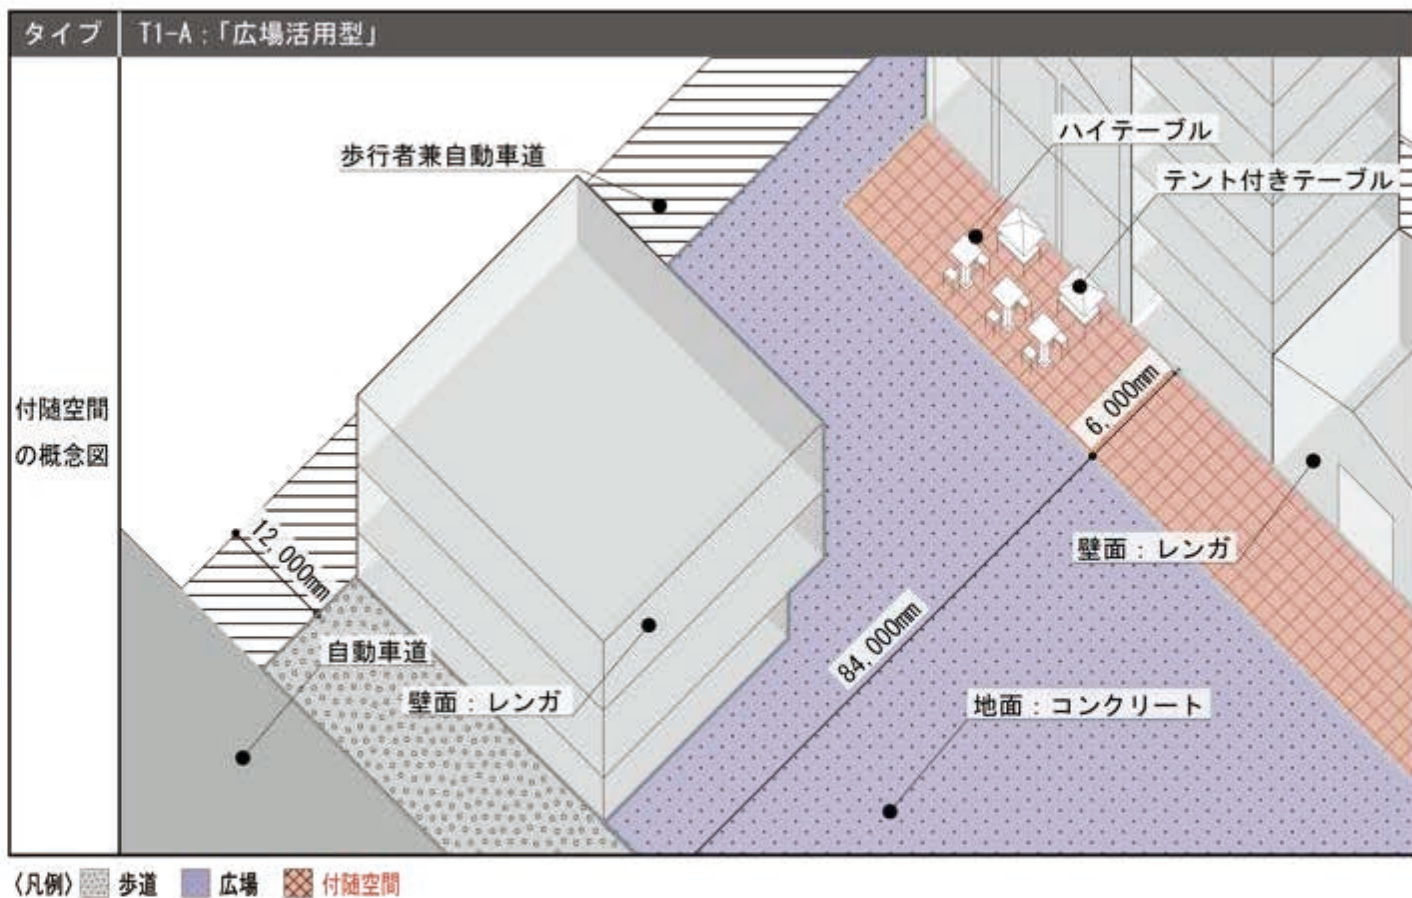 タイプ
T1-A:「広場活用型」
付随空間
の概念図
歩行者兼自動車道
ハイテーブル
テント付きテーブル
6,000mm
12,000mm
壁面:レンガ
84,000mm
自動車道
壁面:レンガ
地面:コンクリート
〈凡例〉 歩道 広場 付随空間